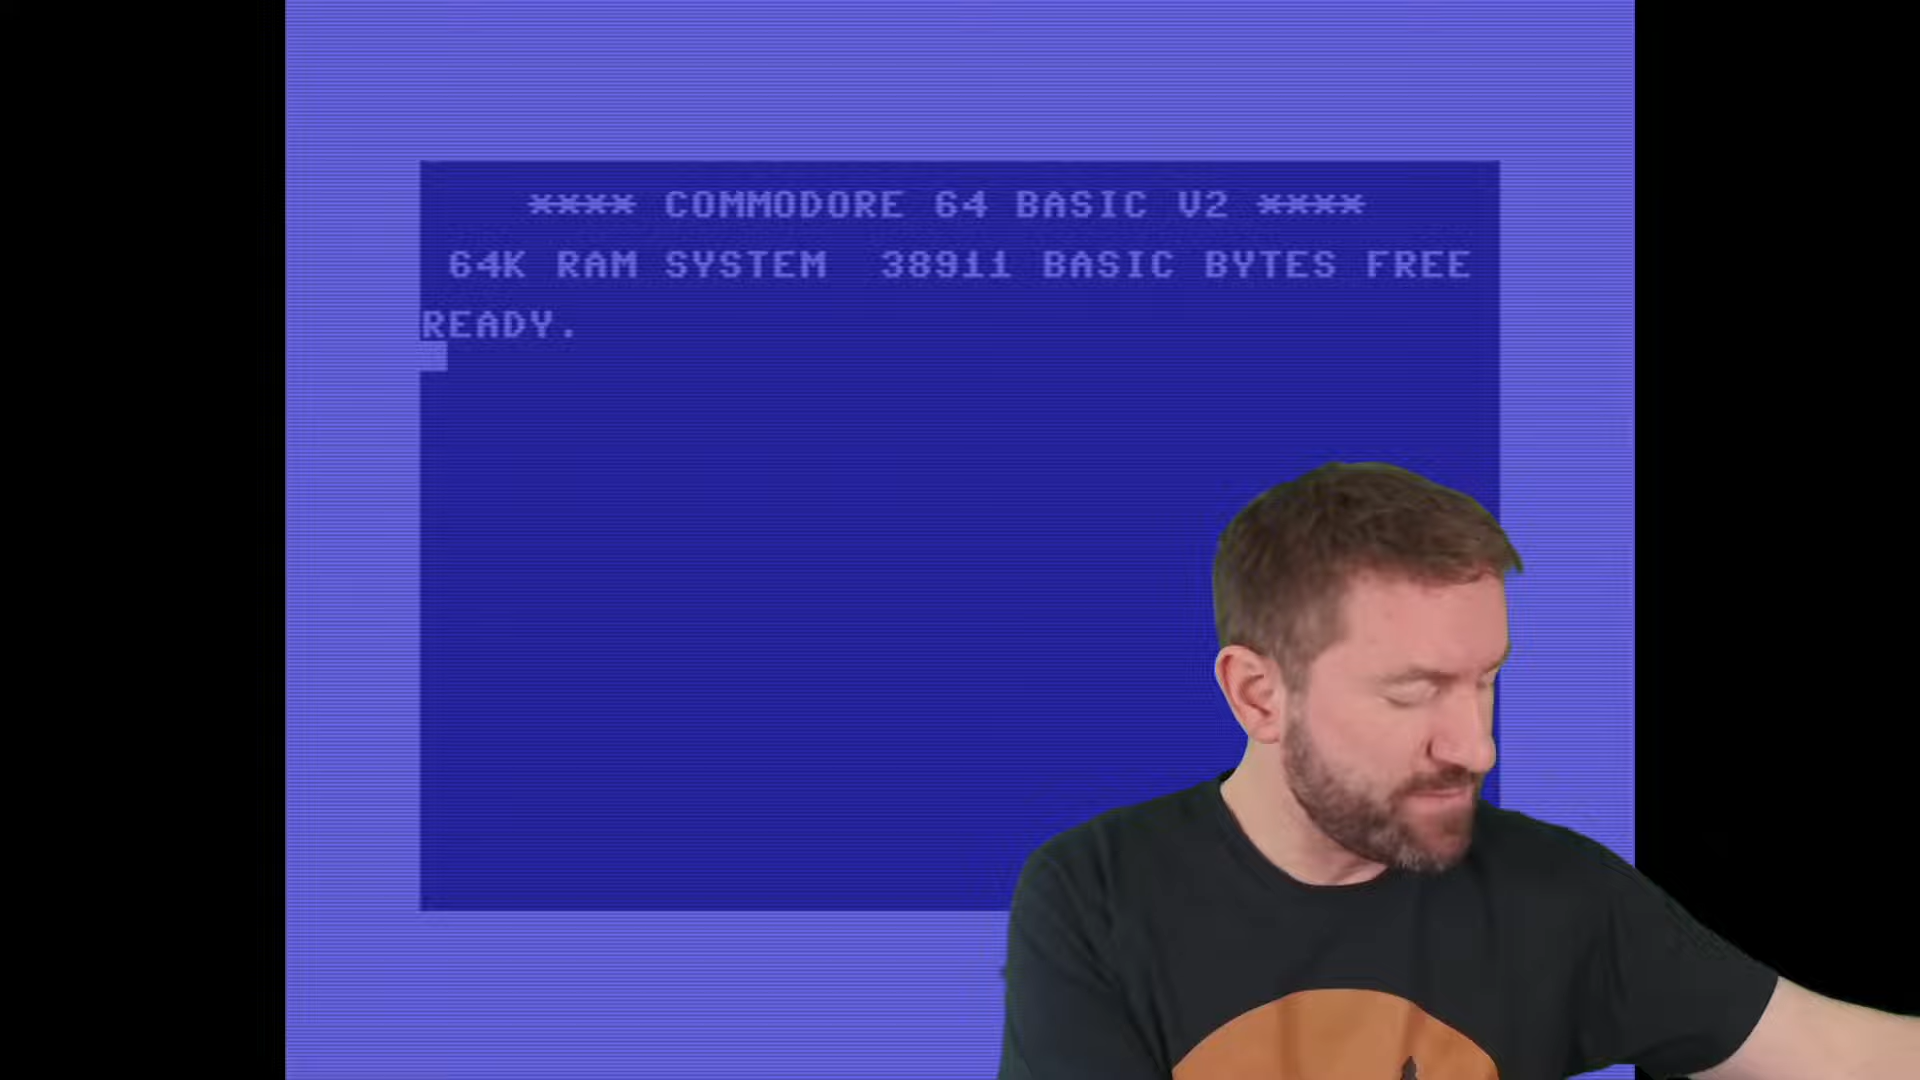 **** COMMODORE 64 BASIC V2 ****
64K RAM SYSTEM  38911 BASIC BYTES FREE
READY.